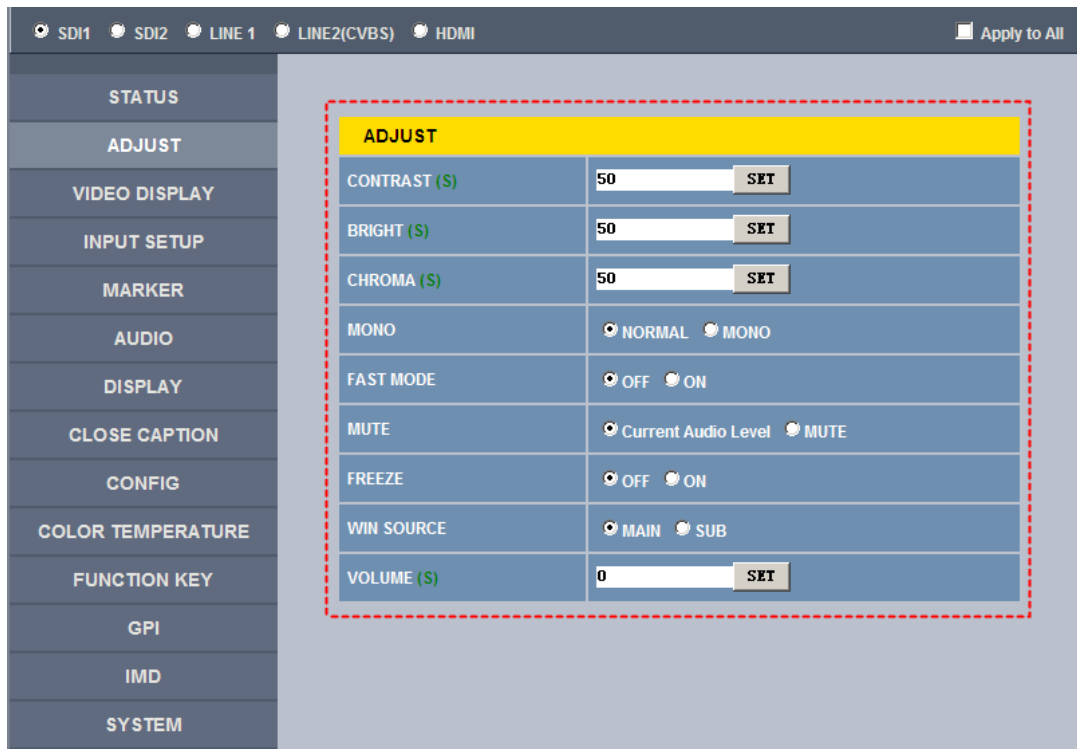 SDI1 SDI2 LINE 1 LINE2(CVBS) HDMI Apply to All
STATUS
ADJUST
VIDEO DISPLAY
INPUT SETUP
MARKER
AUDIO
DISPLAY
CLOSE CAPTION
CONFIG
COLOR TEMPERATURE
FUNCTION KEY
GPI
IMD
SYSTEM
ADJUST
CONTRAST (S) 50 SET
BRIGHT (S) 50 SET
CHROMA (S) 50 SET
MONO NORMAL MONO
FAST MODE OFF ON
MUTE Current Audio Level MUTE
FREEZE OFF ON
WIN SOURCE MAIN SUB
VOLUME (S) 0 SET